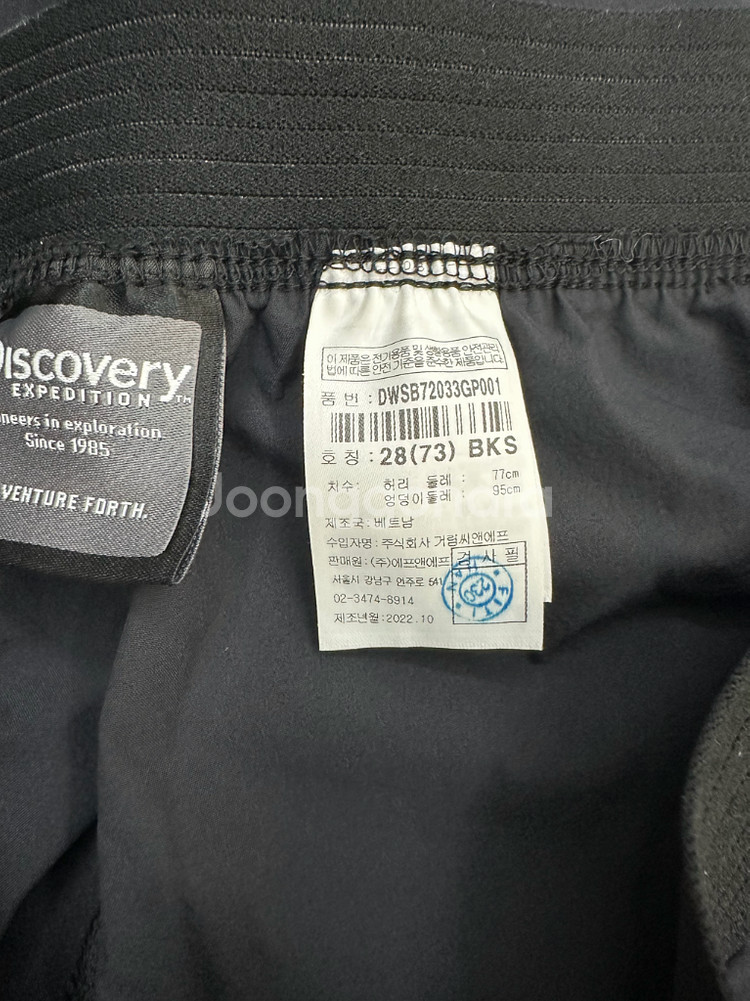 Discovery
EXPEDITION™
neers in exploration
Since 1985
VENTURE FORTH.
이 제품은 전기용품 및 생활용품 안전관리
법에 따른 안전 기준을 준수한 제품입니다
품 번 : DWSB72033GP001
호 칭 : 28(73) BKS
치수 : 허리 둘레 : 77cm
엉덩이둘레 : 95cm
제조국 : 베트남
수입자명 : 주식회사 거림씨앤에프
판매원 : (주)에프앤에프
검 사 필
서울시 강남구 언주로 541
02-3474-8914
제조년월 : 2022.10
FITI
230
Joongonara